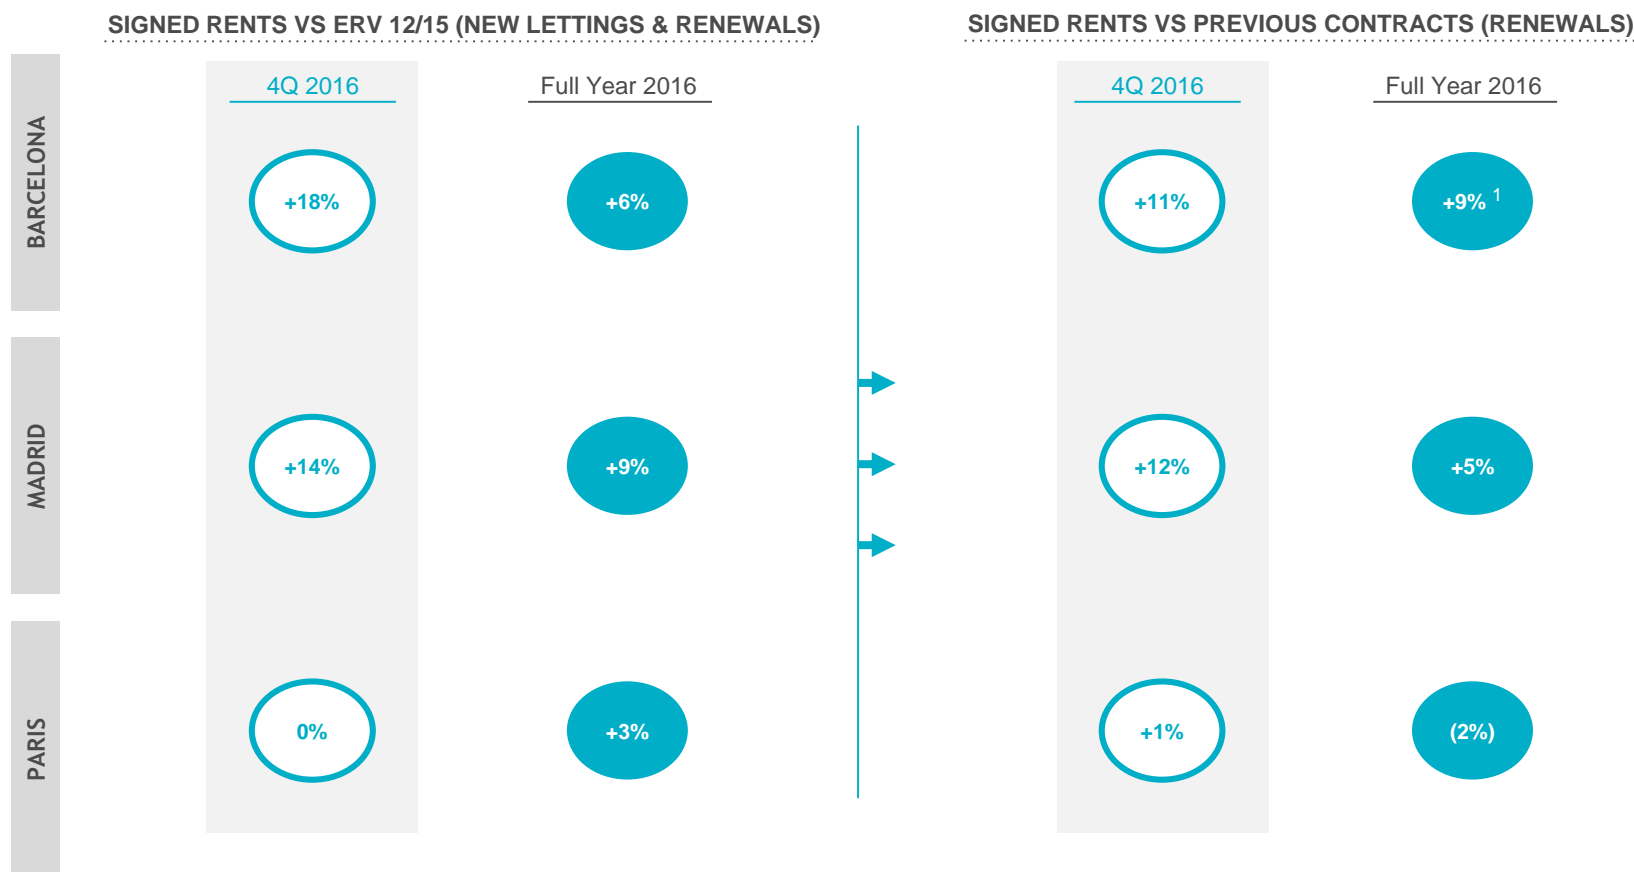 SIGNED RENTS VS ERV 12/15 (NEW LETTINGS & RENEWALS)
SIGNED RENTS VS PREVIOUS CONTRACTS (RENEWALS)
4Q 2016
Full Year 2016
4Q 2016
Full Year 2016
BARCELONA
+18%
+6%
+11%
+9% 1
MADRID
+14%
+9%
+12%
+5%
PARIS
0%
+3%
+1%
(2%)